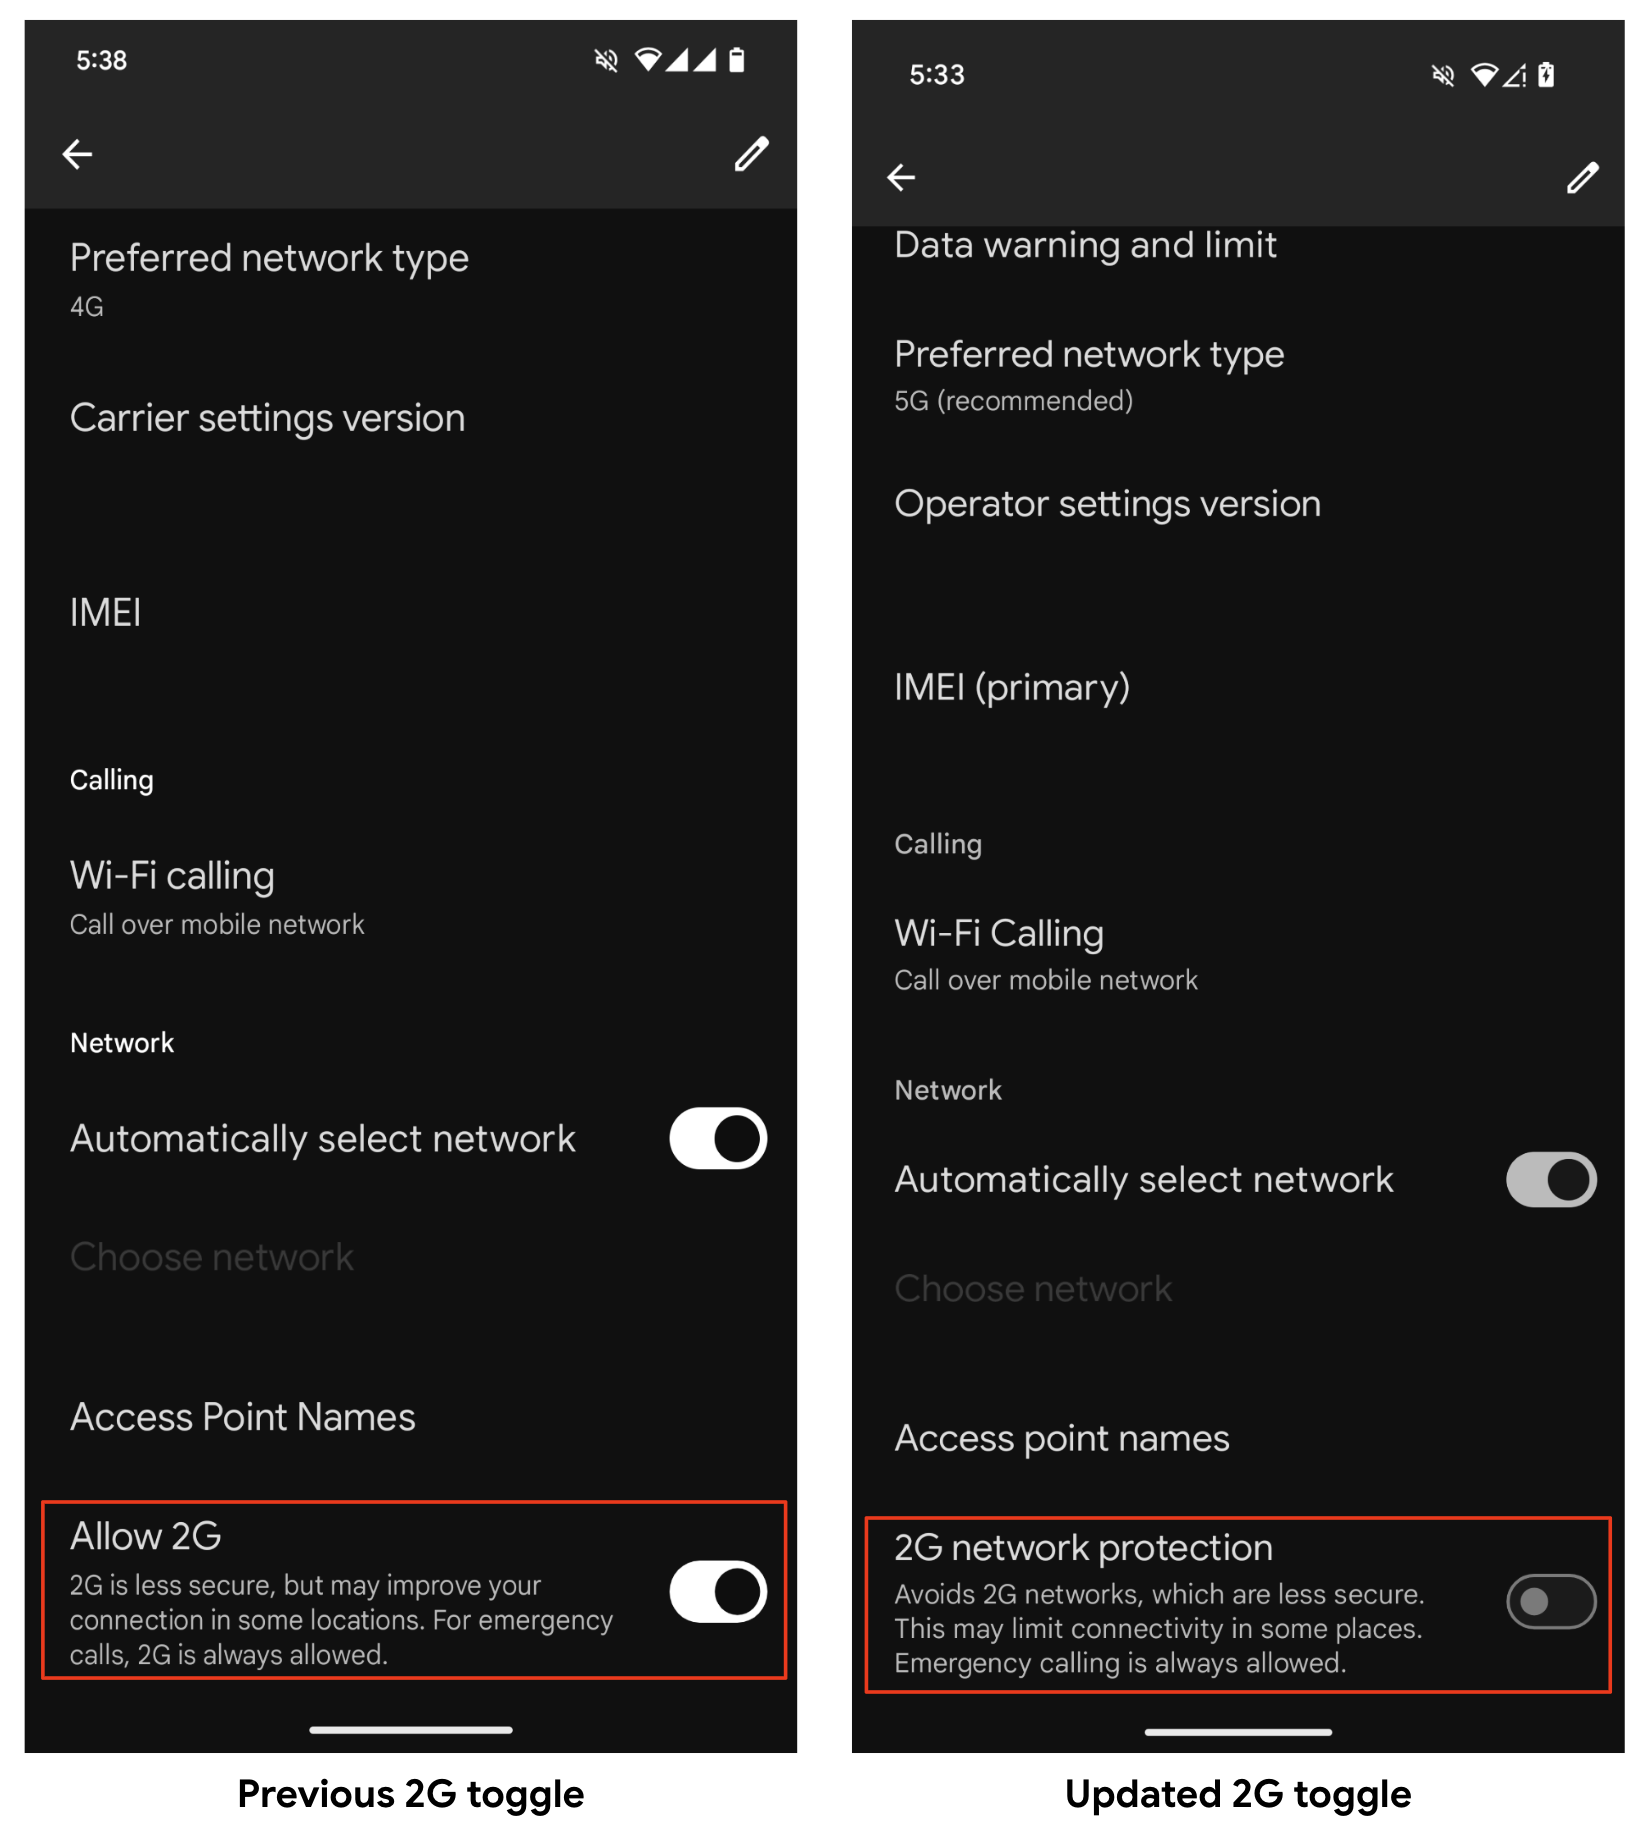 5:38
Preferred network type
4G
Carrier settings version
IMEI
Calling
Wi-Fi calling
Call over mobile network
Network
Automatically select network
Choose network
Access Point Names
Allow 2G
2G is less secure, but may improve your
connection in some locations. For emergency
calls, 2G is always allowed.
Previous 2G toggle
5:33
Data warning and limit
Preferred network type
5G (recommended)
Operator settings version
IMEI (primary)
Calling
Wi-Fi Calling
Call over mobile network
Network
Automatically select network
Choose network
Access point names
2G network protection
Avoids 2G networks, which are less secure.
This may limit connectivity in some places.
Emergency calling is always allowed.
Updated 2G toggle